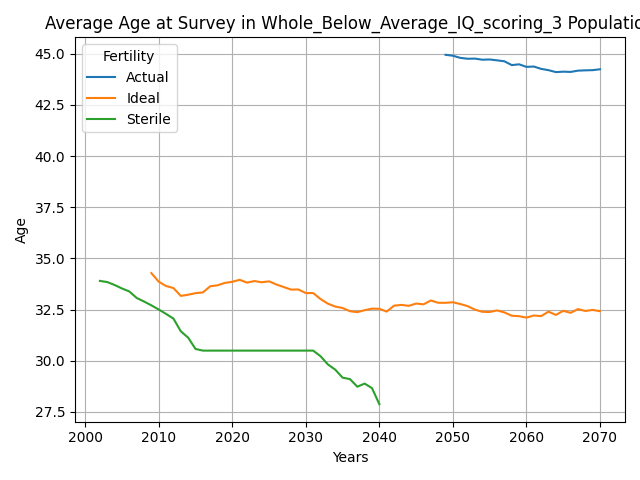 Average Age at Survey in Whole_Below_Average_IQ_scoring_3 Populatio
Fertility
Actual
Ideal
Sterile
45.0
42.5
40.0
37.5
35.0
32.5
30.0
27.5
Age
2000 2010 2020 2030 2040 2050 2060 2070
Years